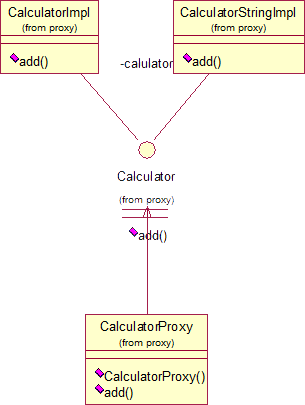 CalculatorImpl
(from proxy)
add()
CalculatorStringImpl
(from proxy)
add()
-calulator
Calculator
(from proxy)
add()
CalculatorProxy
(from proxy)
CalculatorProxy()
add()